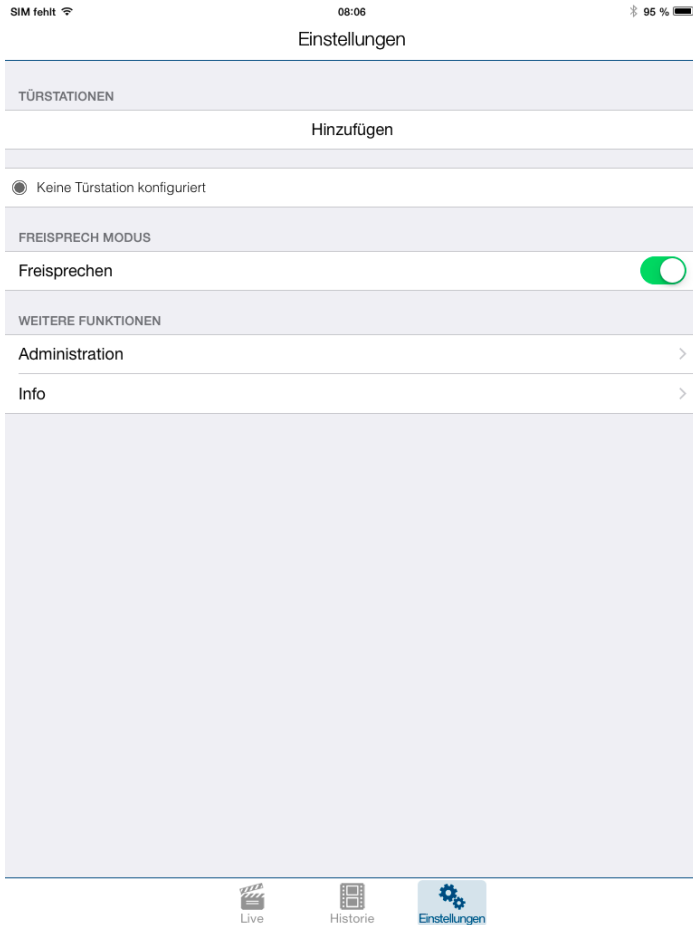 SIM fehlt 08:06 95 %
Einstellungen
TÜRSTATIONEN
Hinzufügen
Keine Türstation konfiguriert
FREISPRECH MODUS
Freisprechen
WEITERE FUNKTIONEN
Administration
Info
Live Historie Einstellungen